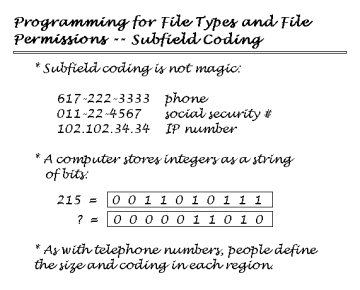 Programming for File Types and File
Permissions -- Subfield Coding
* Subfield coding is not magic:
617-222-3333 phone
011-22-4567 social security #
102.102.34.34 IP number
* A computer stores integers as a string
of bits:
215 = 0 0 1 1 0 1 0 1 1 1
? = 0 0 0 0 0 1 1 0 1 0
* As with telephone numbers, people define
the size and coding in each region.